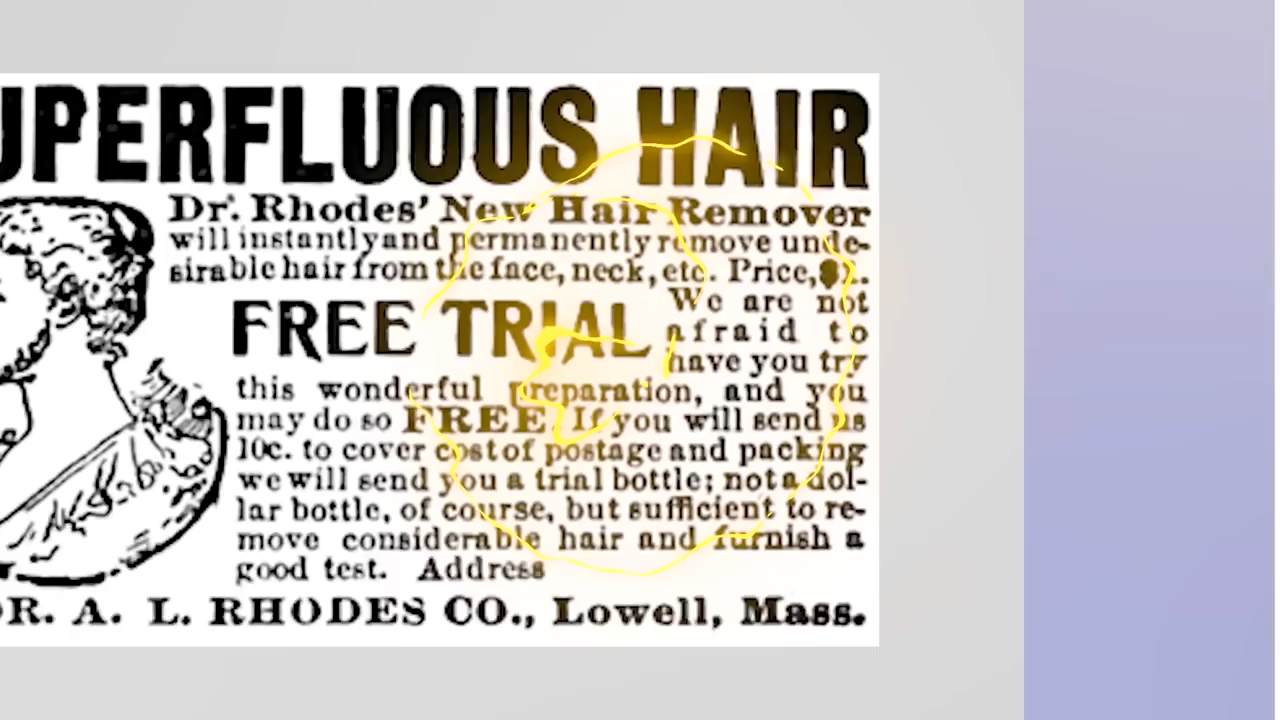 UPERFLUOUS HAIR
Dr. Rhodes' New Hair Remover
will instantly and permanently remove unde-
sirable hair from the face, neck, etc. Price, $1.
FREE TRIAL
We are not
afraid to
have you try
this wonderful preparation, and you
may do so FREE. If you will send us
10c. to cover cost of postage and packing
we will send you a trial bottle; not a dol-
lar bottle, of course, but sufficient to re-
move considerable hair and furnish a
good test. Address
DR. A. L. RHODES CO., Lowell, Mass.